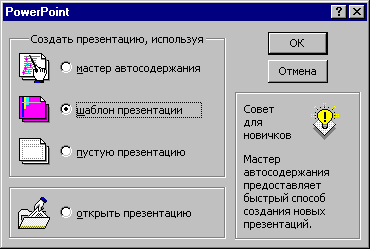 PowerPoint
Создать презентацию, используя
мастер автосодержания
шаблон презентации
пустую презентацию
открыть презентацию
OK
Отмена
Совет
для
новичков
Мастер
автосодержания
предоставляет
быстрый способ
создания новых
презентаций.